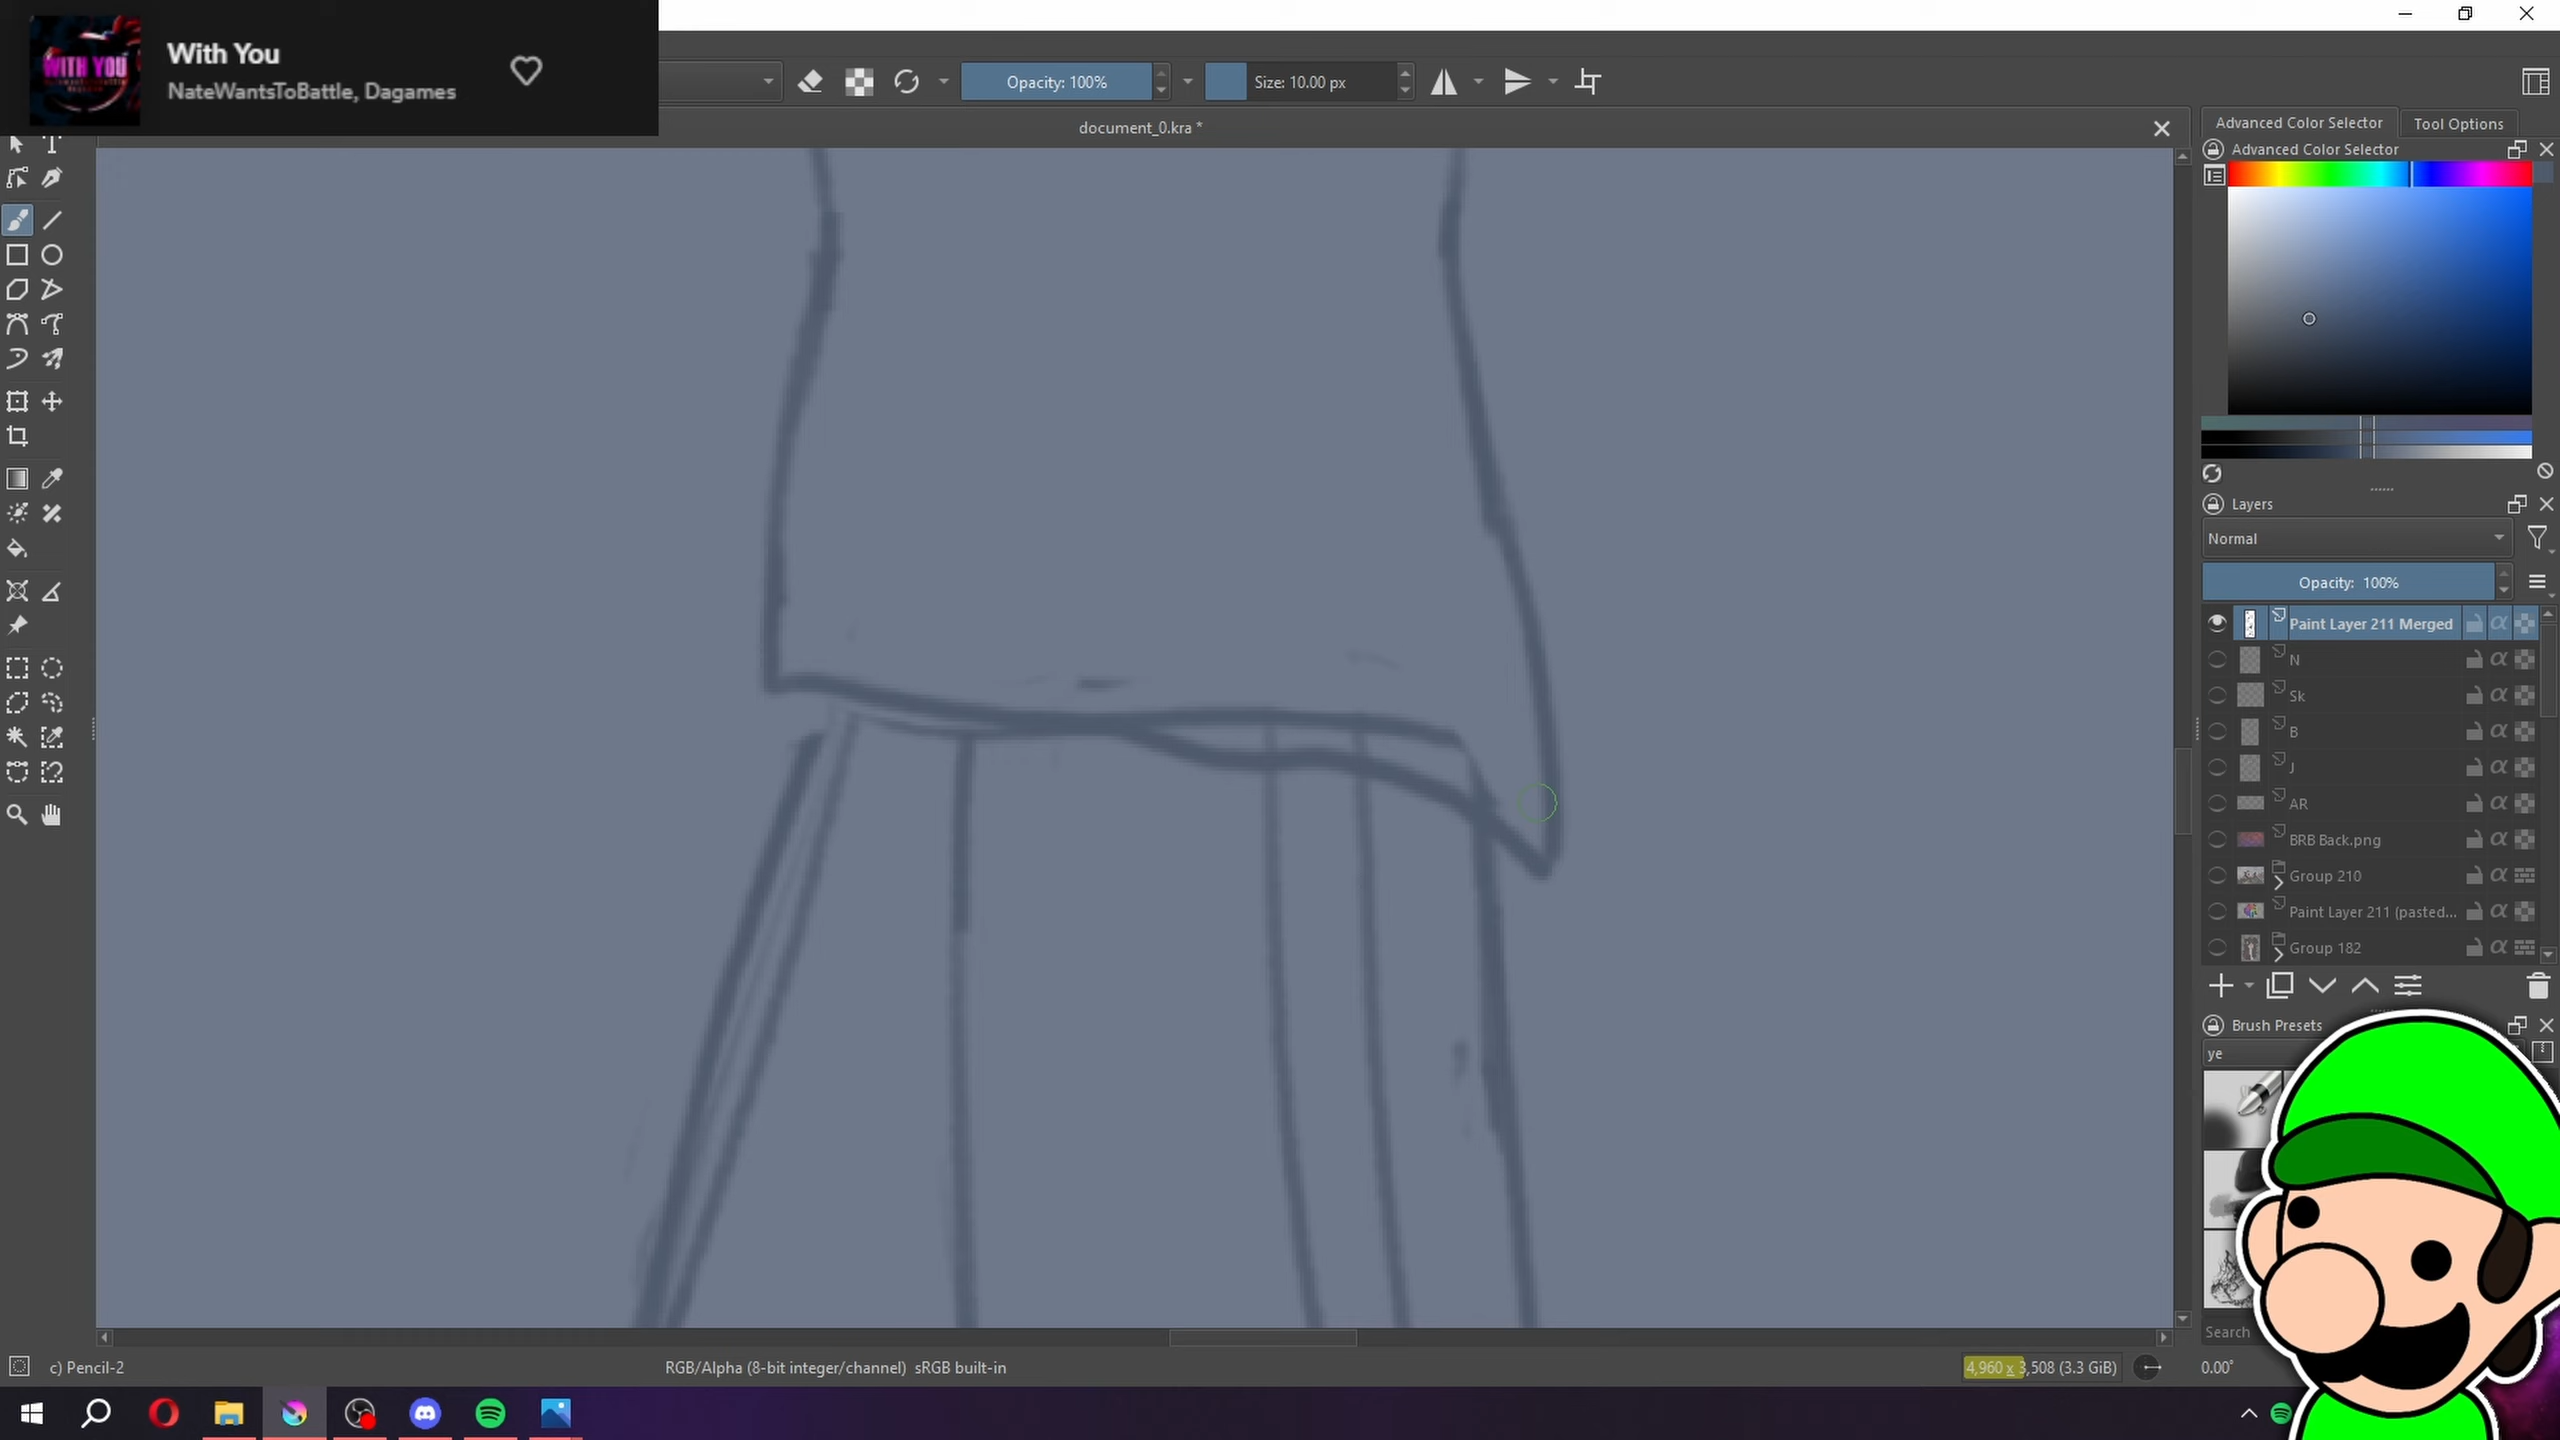 WITH YOU
With You
NateWantsToBattle, Dagames
Opacity: 100%
Size: 10.00 px
document_0.kra *
Advanced Color Selector
Tool Options
Advanced Color Selector
Layers
Normal
Opacity: 100%
Paint Layer 211 Merged
N
Sk
B
J
AR
BRB Back.png
Group 210
Paint Layer 211 (pasted...
Group 182
Brush Presets
ye
Search
c) Pencil-2
RGB/Alpha (8-bit integer/channel) sRGB built-in
4,960 x 3,508 (3.3 GiB)
0.00°